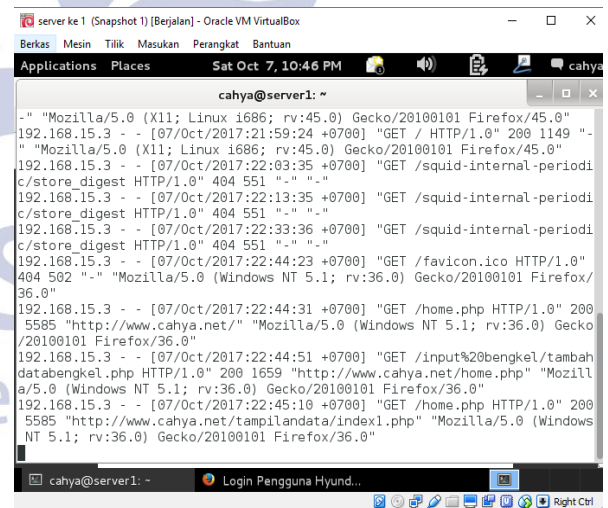 server ke 1 (Snapshot 1) [Berjalan] - Oracle VM VirtualBox
Berkas Mesin Tilik Masukan Perangkat Bantuan
Applications Places Sat Oct 7, 10:46 PM cahya
cahya@server1: ~
-" "Mozilla/5.0 (X11; Linux i686; rv:45.0) Gecko/20100101 Firefox/45.0"
192.168.15.3 - - [07/Oct/2017:21:59:24 +0700] "GET / HTTP/1.0" 200 1149 "-
" "Mozilla/5.0 (X11; Linux i686; rv:45.0) Gecko/20100101 Firefox/45.0"
192.168.15.3 - - [07/Oct/2017:22:03:35 +0700] "GET /squid-internal-periodi
c/store_digest HTTP/1.0" 404 551 "-" "-"
192.168.15.3 - - [07/Oct/2017:22:13:35 +0700] "GET /squid-internal-periodi
c/store_digest HTTP/1.0" 404 551 "-" "-"
192.168.15.3 - - [07/Oct/2017:22:33:36 +0700] "GET /squid-internal-periodi
c/store_digest HTTP/1.0" 404 551 "-" "-"
192.168.15.3 - - [07/Oct/2017:22:44:23 +0700] "GET /favicon.ico HTTP/1.0"
404 502 "-" "Mozilla/5.0 (Windows NT 5.1; rv:36.0) Gecko/20100101 Firefox/
36.0"
192.168.15.3 - - [07/Oct/2017:22:44:31 +0700] "GET /home.php HTTP/1.0" 200
5585 "http://www.cahya.net/" "Mozilla/5.0 (Windows NT 5.1; rv:36.0) Gecko
/20100101 Firefox/36.0"
192.168.15.3 - - [07/Oct/2017:22:44:51 +0700] "GET /input%20bengkel/tambah
databengkel.php HTTP/1.0" 200 1659 "http://www.cahya.net/home.php" "Mozill
a/5.0 (Windows NT 5.1; rv:36.0) Gecko/20100101 Firefox/36.0"
192.168.15.3 - - [07/Oct/2017:22:45:10 +0700] "GET /home.php HTTP/1.0" 200
5585 "http://www.cahya.net/tampilandata/index1.php" "Mozilla/5.0 (Windows
NT 5.1; rv:36.0) Gecko/20100101 Firefox/36.0"
cahya@server1: ~ Login Pengguna Hyund...
Right Ctrl